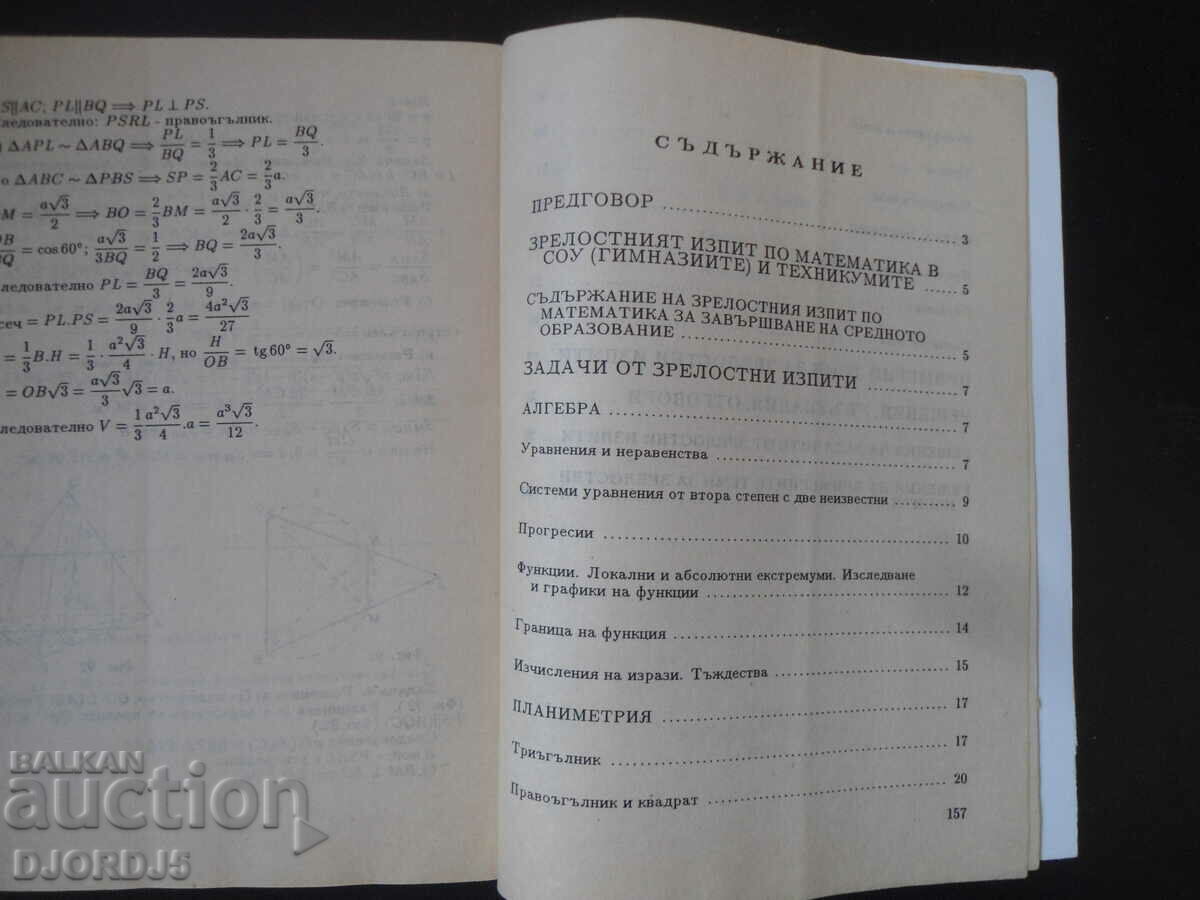 S||AC; PL||BQ ⟹ PL ⊥ PS.
ледователно: PSRL - правоъгълник.
ΔAPL ~ ΔABQ ⟹ PL/BQ = 1/3 ⟹ PL = BQ/3.
о ΔABC ~ ΔPBS ⟹ SP = 2/3 AC = 2/3 a.
M = a√3/2 ⟹ BO = 2/3 BM = a√3/2 · 2/3 = a√3/3.
OB/BQ = cos 60°; a√3/3BQ = 1/2 ⟹ BQ = 2a√3/3.
ледователно PL = BQ/3 = 2a√3/9.
сеч = PL.PS = 2a√3/9 · 2/3 a = 4a²√3/27
= 1/3 B.H = 1/3 · a²√3/4 · H, но H/OB = tg 60° = √3.
= OB√3 = a√3/3 √3 = a.
ледователно V = 1/3 a²√3/4 .a = a³√3/12.
СЪДЪРЖАНИЕ
ПРЕДГОВОР ........ 3
ЗРЕЛОСТНИЯТ ИЗПИТ ПО МАТЕМАТИКА В
СОУ (ГИМНАЗИИТЕ) И ТЕХНИКУМИТЕ ...... 5
СЪДЪРЖАНИЕ НА ЗРЕЛОСТНИЯ ИЗПИТ ПО
МАТЕМАТИКА ЗА ЗАВЪРШВАНЕ НА СРЕДНОТО
ОБРАЗОВАНИЕ ........ 5
ЗАДАЧИ ОТ ЗРЕЛОСТНИ ИЗПИТИ ........ 7
АЛГЕБРА ........ 7
Уравнения и неравенства ........ 7
Системи уравнения от втора степен с две неизвестни ........ 9
Прогресии ........ 10
Функции. Локални и абсолютни екстремуми. Изследване
и графики на функции ........ 12
Граница на функция ........ 14
Изчисления на изрази. Тъждества ........ 15
ПЛАНИМЕТРИЯ ........ 17
Триъгълник ........ 17
Правоъгълник и квадрат ........ 20
157
BALKAN
auction
DJORDJ5